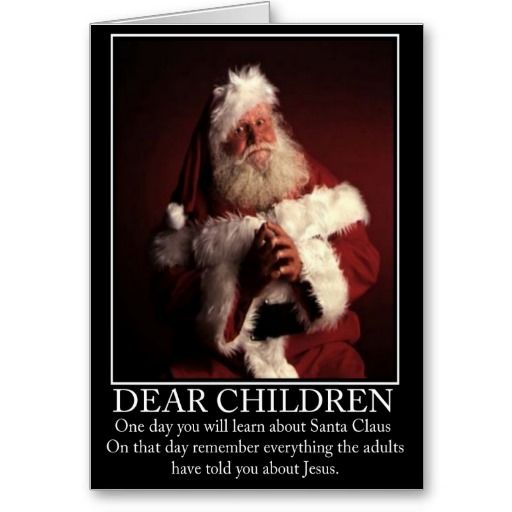 DEAR CHILDREN
One day you will learn about Santa Claus
On that day remember everything the adults
have told you about Jesus.